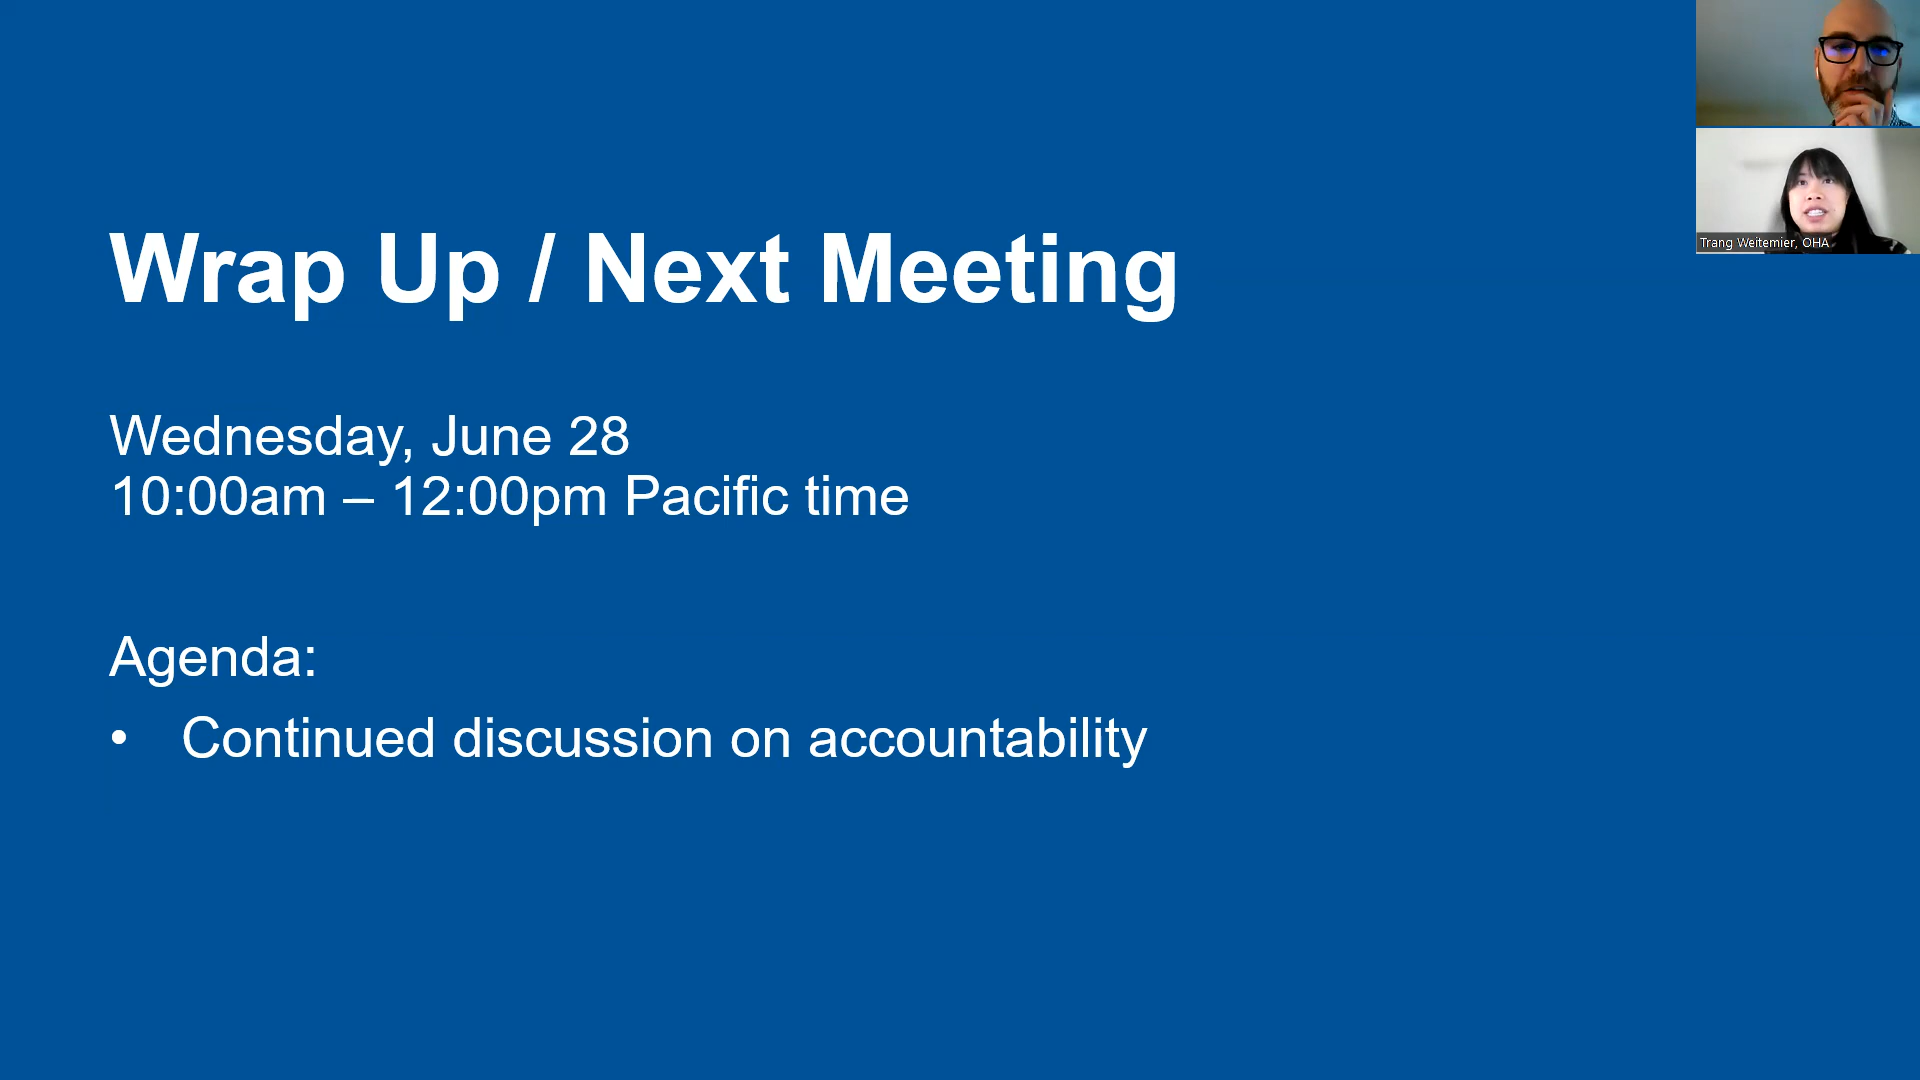 Wrap Up / Next Meeting
Wednesday, June 28
10:00am – 12:00pm Pacific time
Agenda:
• Continued discussion on accountability
Trang Weitemier, OHA